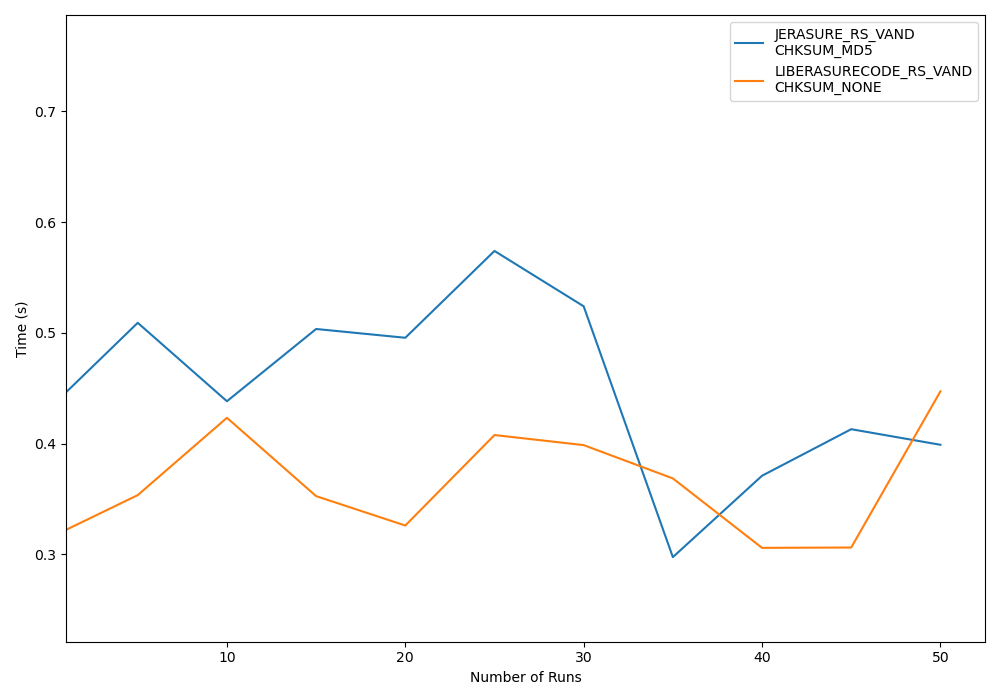 JERASURE_RS_VAND
CHKSUM_MD5
LIBERASURECODE_RS_VAND
CHKSUM_NONE
0.7
0.6
0.5
0.4
0.3
Time (s)
10 20 30 40 50
Number of Runs